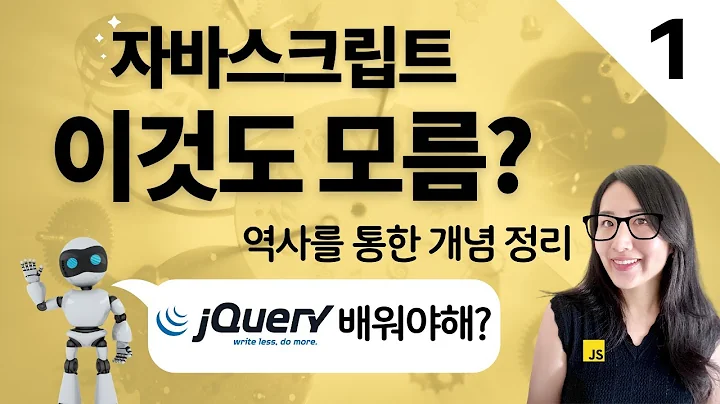 자바스크립트
1
이것도 모름?
역사를 통한 개념 정리
jQuery 배워야해?
write less, do more.
JS